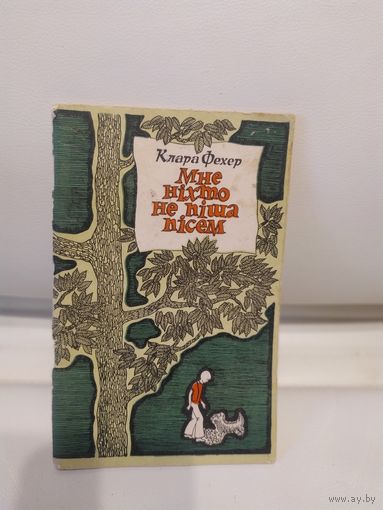 Клара Фехер
Мне
ніхто
не піша
пісем
www.ay.by